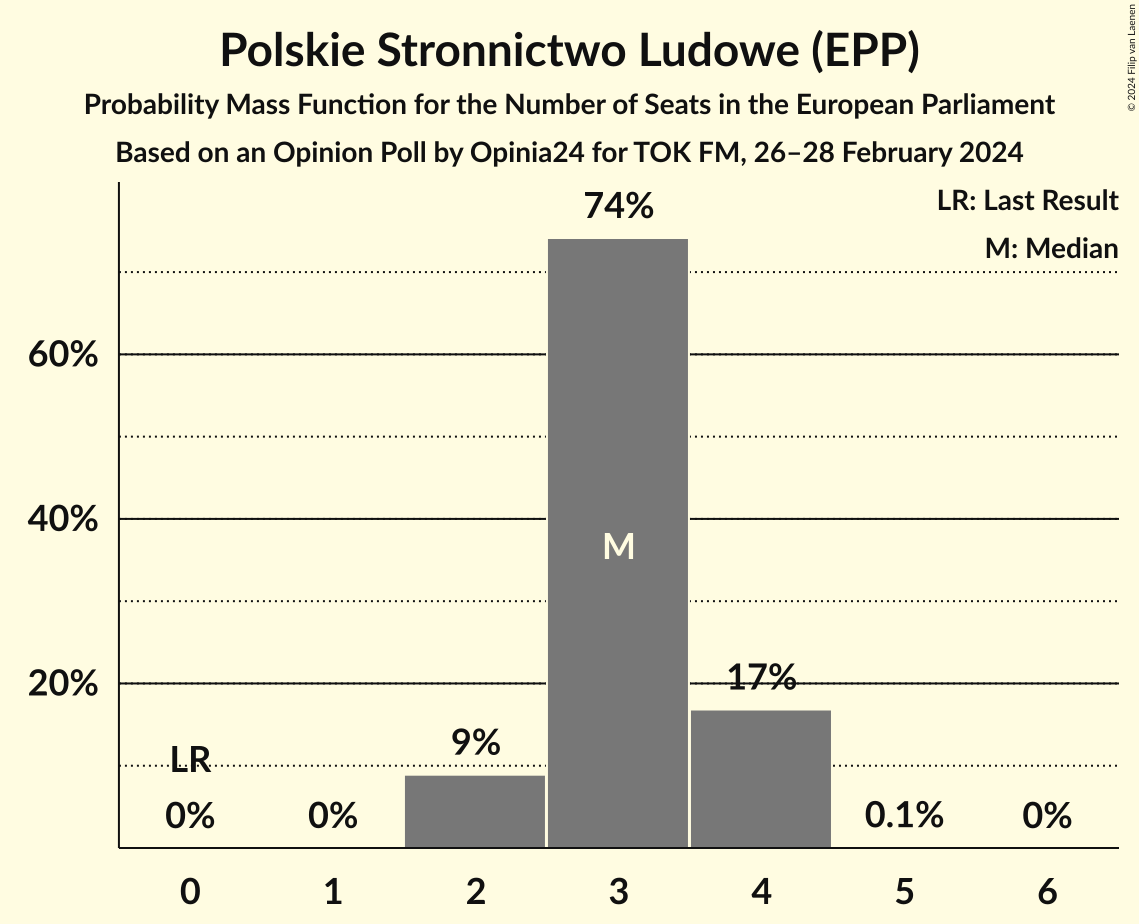 Polskie Stronnictwo Ludowe (EPP)
Probability Mass Function for the Number of Seats in the European Parliament
Based on an Opinion Poll by Opinia24 for TOK FM, 26–28 February 2024
© 2024 Filip van Laenen
LR: Last Result
M: Median
74%
60%
40%
M
20%
17%
9%
LR
0%
0%
0.1%
0%
0 1 2 3 4 5 6